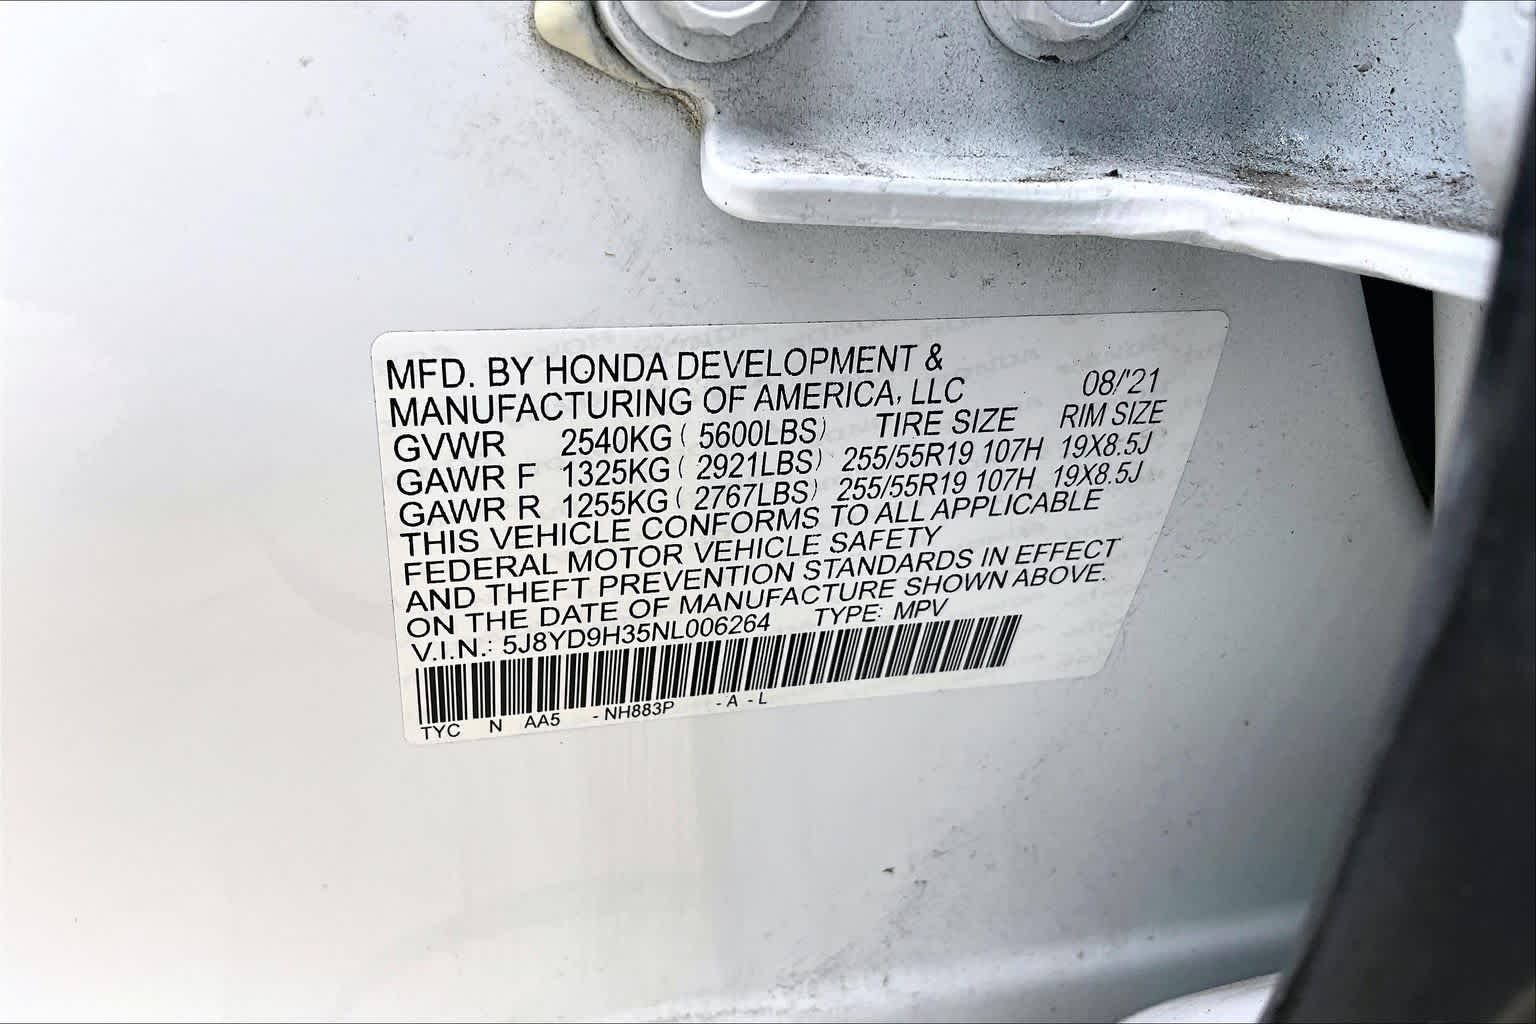 MFD. BY HONDA DEVELOPMENT &
MANUFACTURING OF AMERICA, LLC 08/'21
GVWR 2540KG ( 5600LBS) TIRE SIZE RIM SIZE
GAWR F 1325KG ( 2921LBS) 255/55R19 107H 19X8.5J
GAWR R 1255KG ( 2767LBS) 255/55R19 107H 19X8.5J
THIS VEHICLE CONFORMS TO ALL APPLICABLE
FEDERAL MOTOR VEHICLE SAFETY
AND THEFT PREVENTION STANDARDS IN EFFECT
ON THE DATE OF MANUFACTURE SHOWN ABOVE.
V.I.N.: 5J8YD9H35NL006264 TYPE: MPV
TYC N AA5 - NH883P - A - L